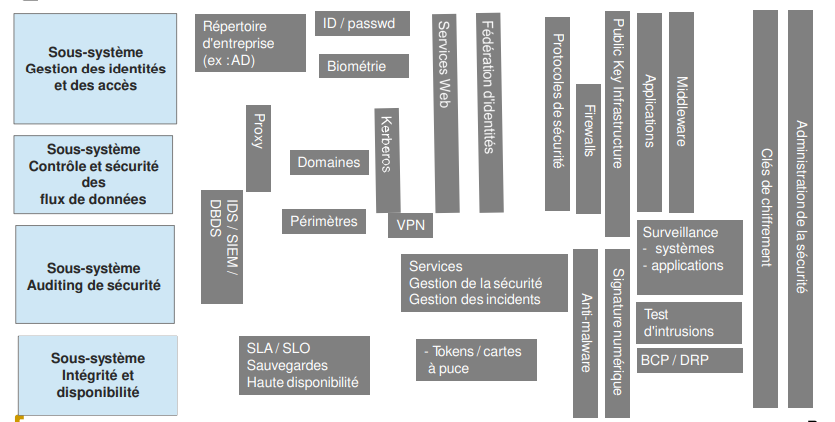 Sous-système
Gestion des identités
et des accès
Sous-système
Contrôle et sécurité
des
flux de données
Sous-système
Auditing de sécurité
Sous-système
Intégrité et
disponibilité
Répertoire
d'entreprise
(ex : AD)
ID / passwd
Biométrie
Proxy
Domaines
Kerberos
Périmètres
VPN
IDS / SIEM /
DBDS
Services Web
Fédération d'identités
Protocoles de sécurité
Firewalls
Public Key Infrastructure
Applications
Middleware
Surveillance
- systèmes
- applications
Services
Gestion de la sécurité
Gestion des incidents
Anti-malware
Signature numérique
Test
d'intrusions
SLA / SLO
Sauvegardes
Haute disponibilité
- Tokens / cartes
à puce
BCP / DRP
Clés de chiffrement
Administration de la sécurité